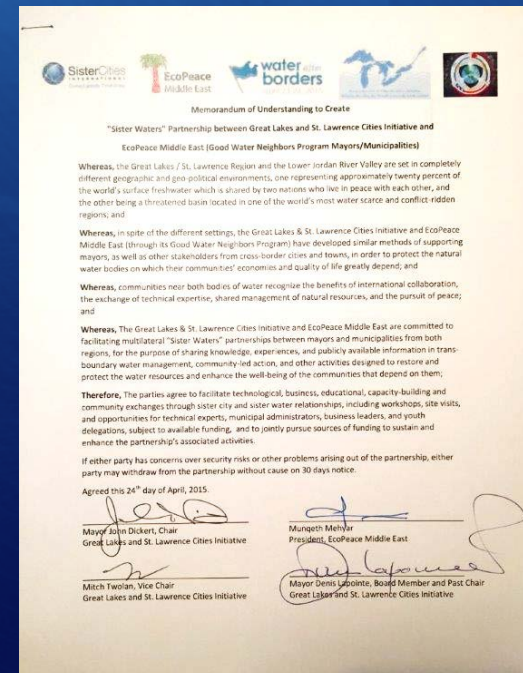 SisterCities
INTERNATIONAL
EcoPeace
Middle East
water
borders
Memorandum of Understanding to Create
"Sister Waters" Partnership between Great Lakes and St. Lawrence Cities Initiative and
EcoPeace Middle East (Good Water Neighbors Program Mayors/Municipalities)
Whereas, the Great Lakes / St. Lawrence Region and the Lower Jordan River Valley are set in completely
different geographic and geo-political environments, one representing approximately twenty percent of
the world's surface freshwater which is shared by two nations who live in peace with each other, and
the other being a threatened basin located in one of the world's most water scarce and conflict-ridden
regions; and
Whereas, in spite of the different settings, the Great Lakes & St. Lawrence Cities Initiative and EcoPeace
Middle East (through its Good Water Neighbors Program) have developed similar methods of supporting
mayors, as well as other stakeholders from cross-border cities and towns, in order to protect the natural
water bodies on which their communities' economies and quality of life greatly depend; and
Whereas, communities near both bodies of water recognize the benefits of international collaboration,
the exchange of technical expertise, shared management of natural resources, and the pursuit of peace;
and
Whereas, The Great Lakes & St. Lawrence Cities Initiative and EcoPeace Middle East are committed to
facilitating multilateral "Sister Waters" partnerships between mayors and municipalities from both
regions, for the purpose of sharing knowledge, experiences, and publicly available information in trans-
boundary water management, community-led action, and other activities designed to restore and
protect the water resources and enhance the well-being of the communities that depend on them;
Therefore, The parties agree to facilitate technological, business, educational, capacity-building and
community exchanges through sister city and sister water relationships, including workshops, site visits,
and opportunities for technical experts, municipal administrators, business leaders, and youth
delegations, subject to available funding, and to jointly pursue sources of funding to sustain and
enhance the partnership's associated activities.
If either party has concerns over security risks or other problems arising out of the partnership, either
party may withdraw from the partnership without cause on 30 days notice.
Agreed this 24th day of April, 2015.
Mayor John Dickert, Chair
Great Lakes and St. Lawrence Cities Initiative
Munqeth Mehyar
President, EcoPeace Middle East
Mitch Twolan, Vice Chair
Great Lakes and St. Lawrence Cities Initiative
Mayor Denis Lapointe, Board Member and Past Chair
Great Lakes and St. Lawrence Cities Initiative